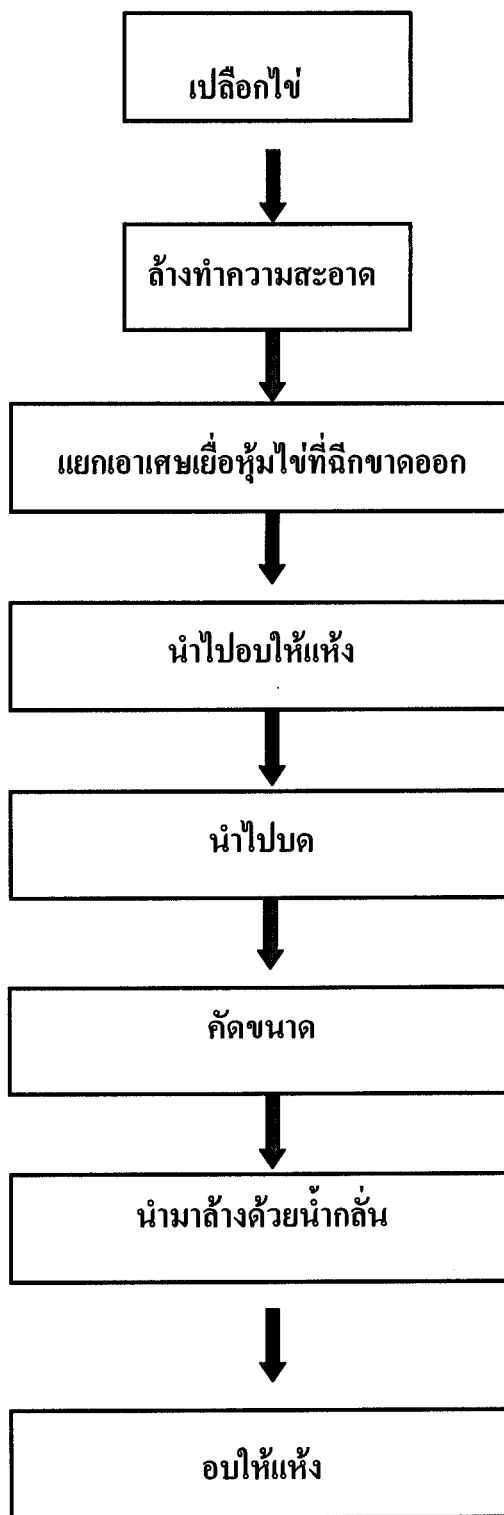 เปลือกไข่
ล้างทำความสะอาด
แยกเอาเศษเยื่อหุ้มไข่ที่ฉีกขาดออก
นำไปอบให้แห้ง
นำไปบด
คัดขนาด
นำมาล้างด้วยน้ำกลั่น
อบให้แห้ง